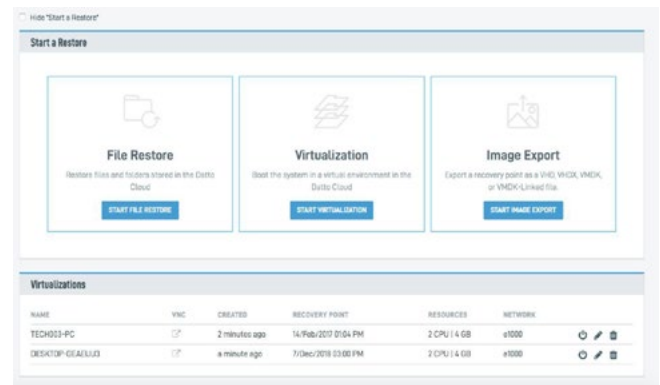 Hide "Start a Restore"
Start a Restore
File Restore
Restore files and folders stored in the Datto
Cloud
START FILE RESTORE
Virtualization
Boot the system in a virtual environment in the
Datto Cloud
START VIRTUALIZATION
Image Export
Export a recovery point as a VHD, VHDX, VMDK,
or VMDK-Linked file.
START IMAGE EXPORT
Virtualizations
NAME VNC CREATED RECOVERY POINT RESOURCES NETWORK
TECH003-PC 2 minutes ago 14/Feb/2017 01:04 PM 2 CPU | 4 GB e1000
a minute ago 7/Dec/2018 03:00 PM 2 CPU | 4 GB e1000